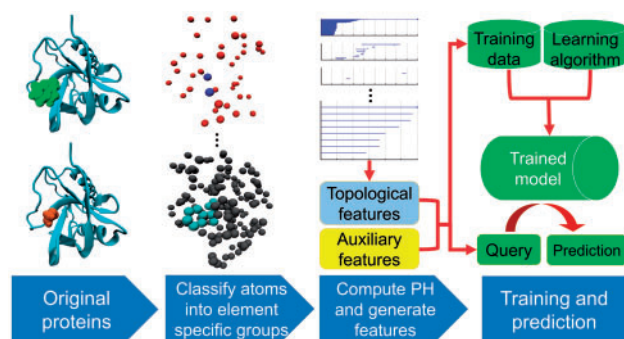 Training
data
Learning
algorithm
Trained
model
Topological
features
Auxiliary
features
Query
Prediction
Original
proteins
Classify atoms
into element
specific groups
Compute PH
and generate
features
Training and
prediction